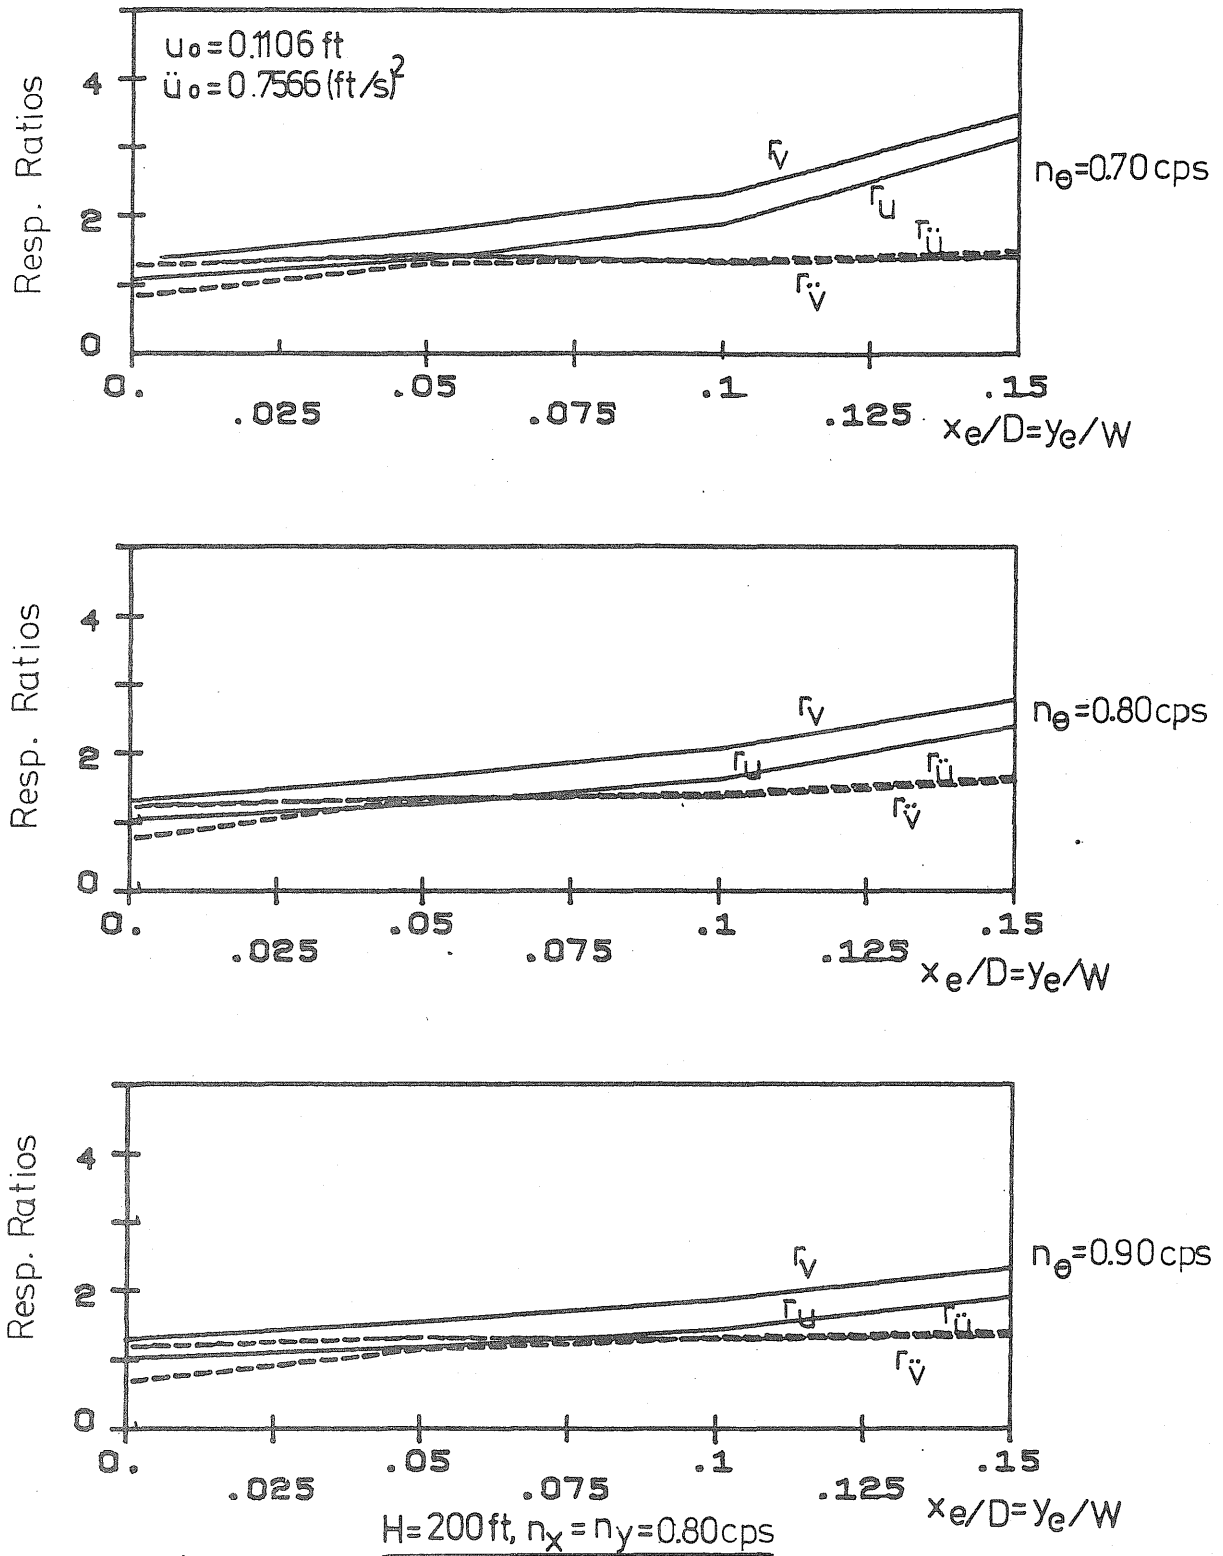 u₀=0.1106 ft
ü₀=0.7566(ft/s)²
Resp. Ratios
4
2
0
r_v
r_u
r_ü
r_v̈
n_θ=0.70 cps
0. .05 .1 .15
.025 .075 .125
x_e/D=y_e/W
Resp. Ratios
4
2
0
r_v
r_u
r_ü
r_v̈
n_θ=0.80 cps
0. .05 .1 .15
.025 .075 .125
x_e/D=y_e/W
Resp. Ratios
4
2
0
r_v
r_u
r_ü
r_v̈
n_θ=0.90 cps
0. .05 .1 .15
.025 .075 .125
x_e/D=y_e/W
H=200 ft, n_x=n_y=0.80 cps